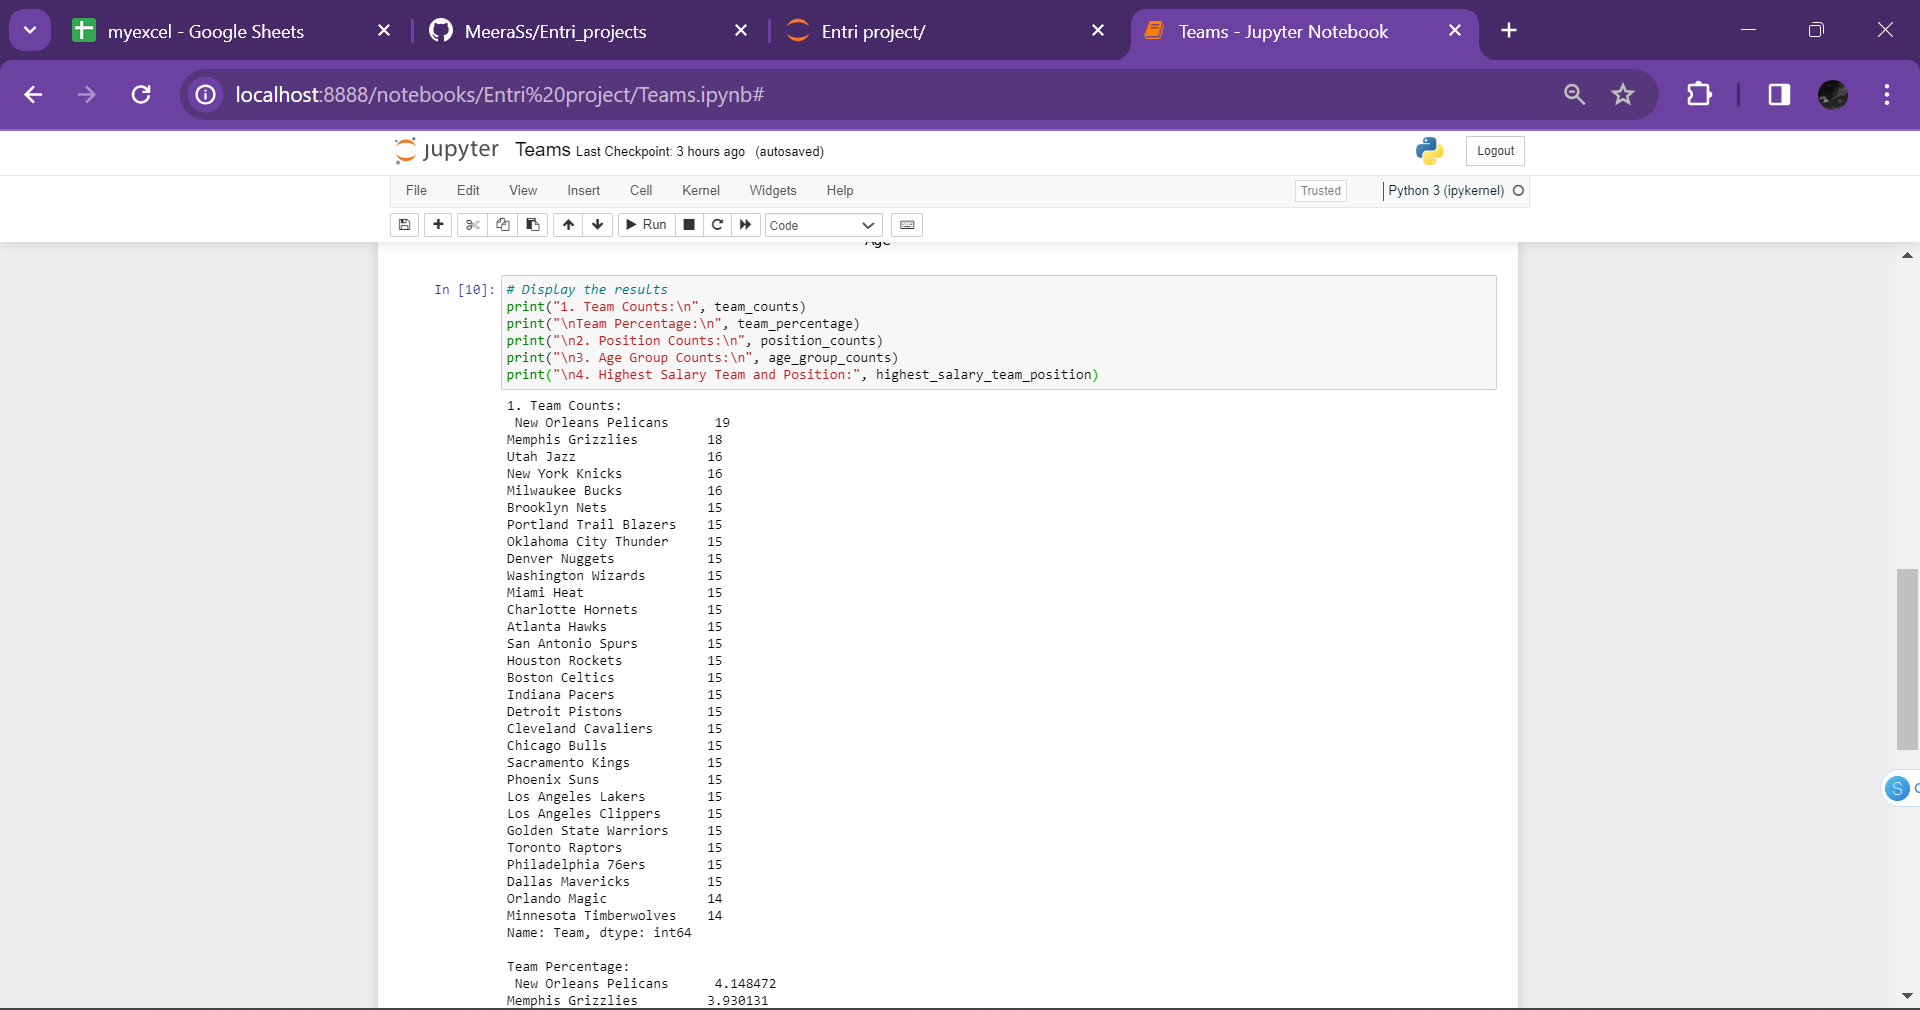 myexcel - Google Sheets
MeeraSs/Entri_projects
Entri project/
Teams - Jupyter Notebook
localhost:8888/notebooks/Entri%20project/Teams.ipynb#
jupyter Teams Last Checkpoint: 3 hours ago (autosaved)
Logout
File Edit View Insert Cell Kernel Widgets Help
Trusted
Python 3 (ipykernel)
Run
Code
Age
In [10]: # Display the results
print("1. Team Counts:\n", team_counts)
print("\nTeam Percentage:\n", team_percentage)
print("\n2. Position Counts:\n", position_counts)
print("\n3. Age Group Counts:\n", age_group_counts)
print("\n4. Highest Salary Team and Position:", highest_salary_team_position)
1. Team Counts:
New Orleans Pelicans 19
Memphis Grizzlies 18
Utah Jazz 16
New York Knicks 16
Milwaukee Bucks 16
Brooklyn Nets 15
Portland Trail Blazers 15
Oklahoma City Thunder 15
Denver Nuggets 15
Washington Wizards 15
Miami Heat 15
Charlotte Hornets 15
Atlanta Hawks 15
San Antonio Spurs 15
Houston Rockets 15
Boston Celtics 15
Indiana Pacers 15
Detroit Pistons 15
Cleveland Cavaliers 15
Chicago Bulls 15
Sacramento Kings 15
Phoenix Suns 15
Los Angeles Lakers 15
Los Angeles Clippers 15
Golden State Warriors 15
Toronto Raptors 15
Philadelphia 76ers 15
Dallas Mavericks 15
Orlando Magic 14
Minnesota Timberwolves 14
Name: Team, dtype: int64
Team Percentage:
New Orleans Pelicans 4.148472
Memphis Grizzlies 3.930131
S